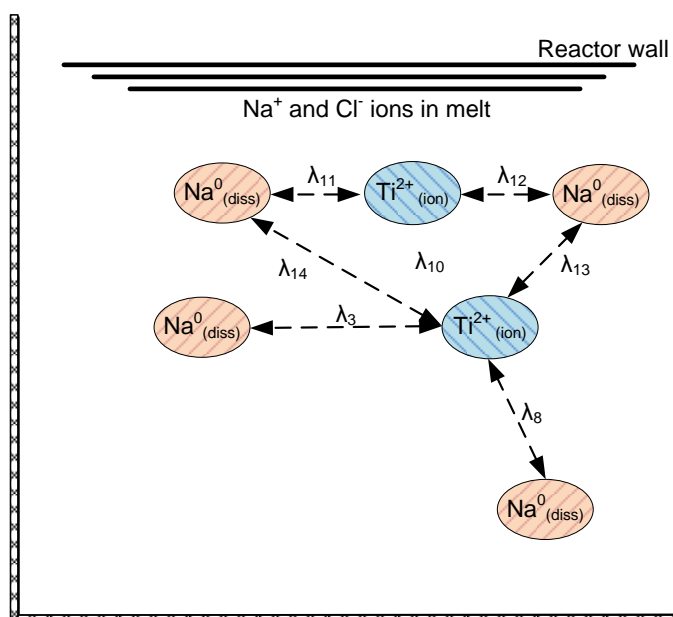 Reactor wall
Na⁺ and Cl⁻ ions in melt
Na⁰(diss) λ₁₁ Ti²⁺(ion) λ₁₂ Na⁰(diss)
λ₁₄ λ₁₀ λ₁₃
Na⁰(diss) λ₃ Ti²⁺(ion)
λ₈
Na⁰(diss)